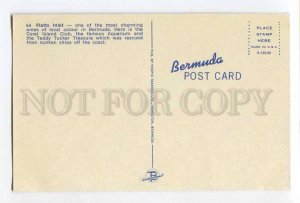 64 Flatts Inlet — one of the most charming
areas of local colour in Bermuda. Here is the
Coral Island Club, the famous Aquarium and
the Teddy Tucker Treasure which was rescued
from sunken ships off the coast.
PLACE
STAMP
HERE
Bermuda
POST CARD
NOT FOR COPY